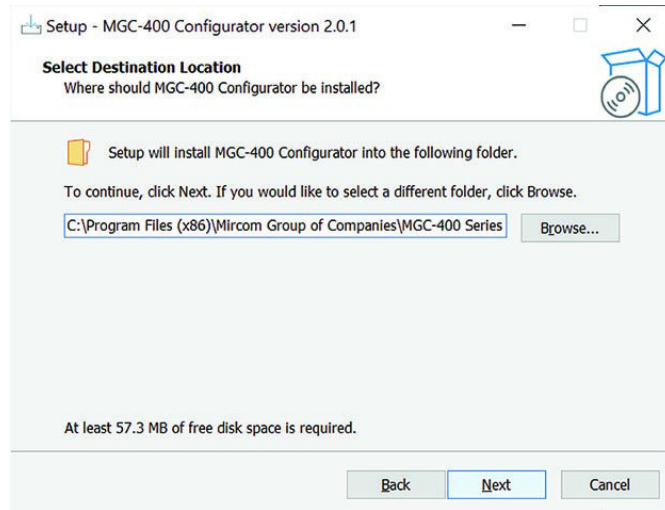 Setup - MGC-400 Configurator version 2.0.1
Select Destination Location
Where should MGC-400 Configurator be installed?
Setup will install MGC-400 Configurator into the following folder.
To continue, click Next. If you would like to select a different folder, click Browse.
C:\Program Files (x86)\Mircom Group of Companies\MGC-400 Series
Browse...
At least 57.3 MB of free disk space is required.
Back
Next
Cancel